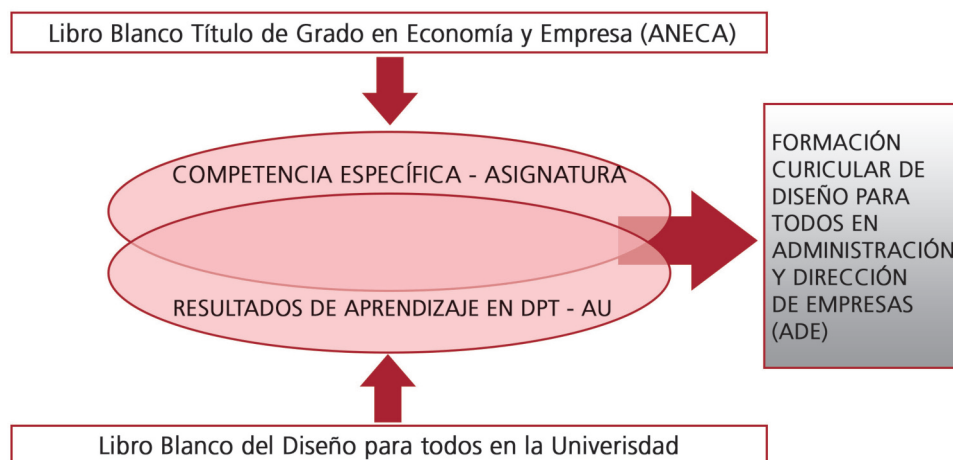 Libro Blanco Título de Grado en Economía y Empresa (ANECA)
COMPETENCIA ESPECÍFICA - ASIGNATURA
RESULTADOS DE APRENDIZAJE EN DPT - AU
Libro Blanco del Diseño para todos en la Univerisdad
FORMACIÓN
CURICULAR DE
DISEÑO PARA
TODOS EN
ADMINISTRACIÓN
Y DIRECCIÓN
DE EMPRESAS
(ADE)